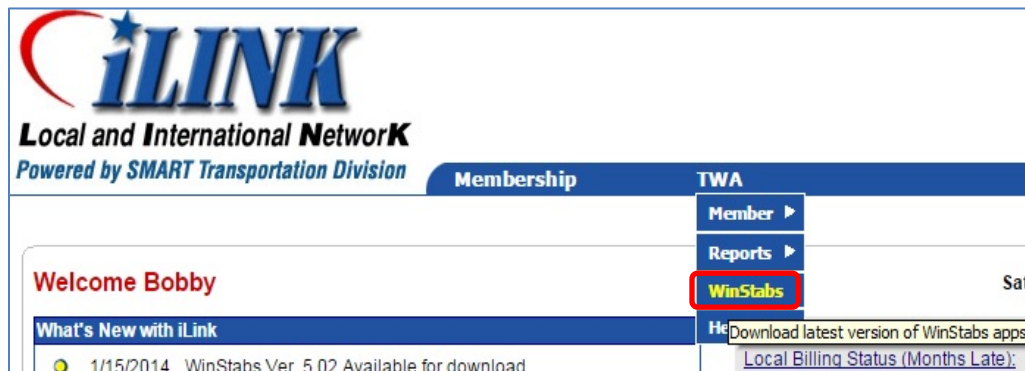 iLINK
Local and International NetworK
Powered by SMART Transportation Division
Membership TWA
Member
Reports
WinStabs
Welcome Bobby
What's New with iLink
Download latest version of WinStabs apps
1/15/2014 WinStabs Ver. 5.02 Available for download
Local Billing Status (Months Late):